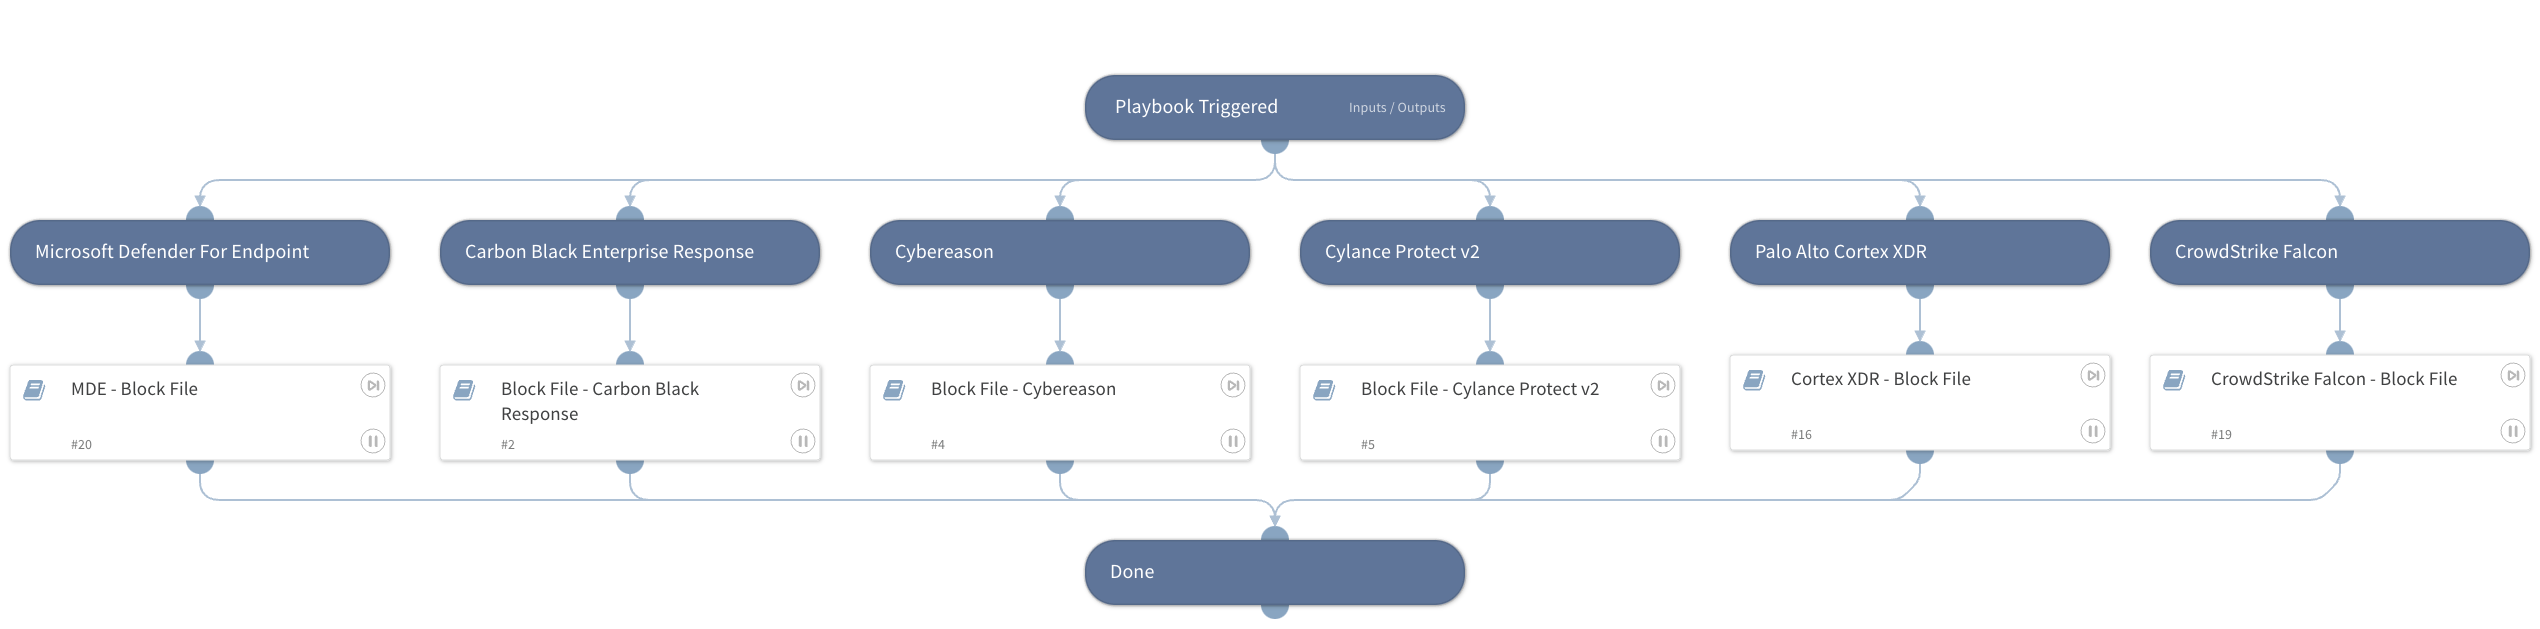 Playbook Triggered
Inputs / Outputs
Microsoft Defender For Endpoint
Carbon Black Enterprise Response
Cybereason
Cylance Protect v2
Palo Alto Cortex XDR
CrowdStrike Falcon
MDE - Block File
#20
Block File - Carbon Black
Response
#2
Block File - Cybereason
#4
Block File - Cylance Protect v2
#5
Cortex XDR - Block File
#16
CrowdStrike Falcon - Block File
#19
Done